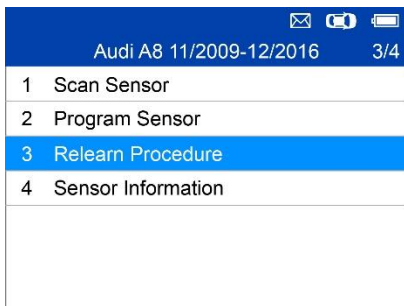 Audi A8 11/2009-12/2016 3/4
1 Scan Sensor
2 Program Sensor
3 Relearn Procedure
4 Sensor Information